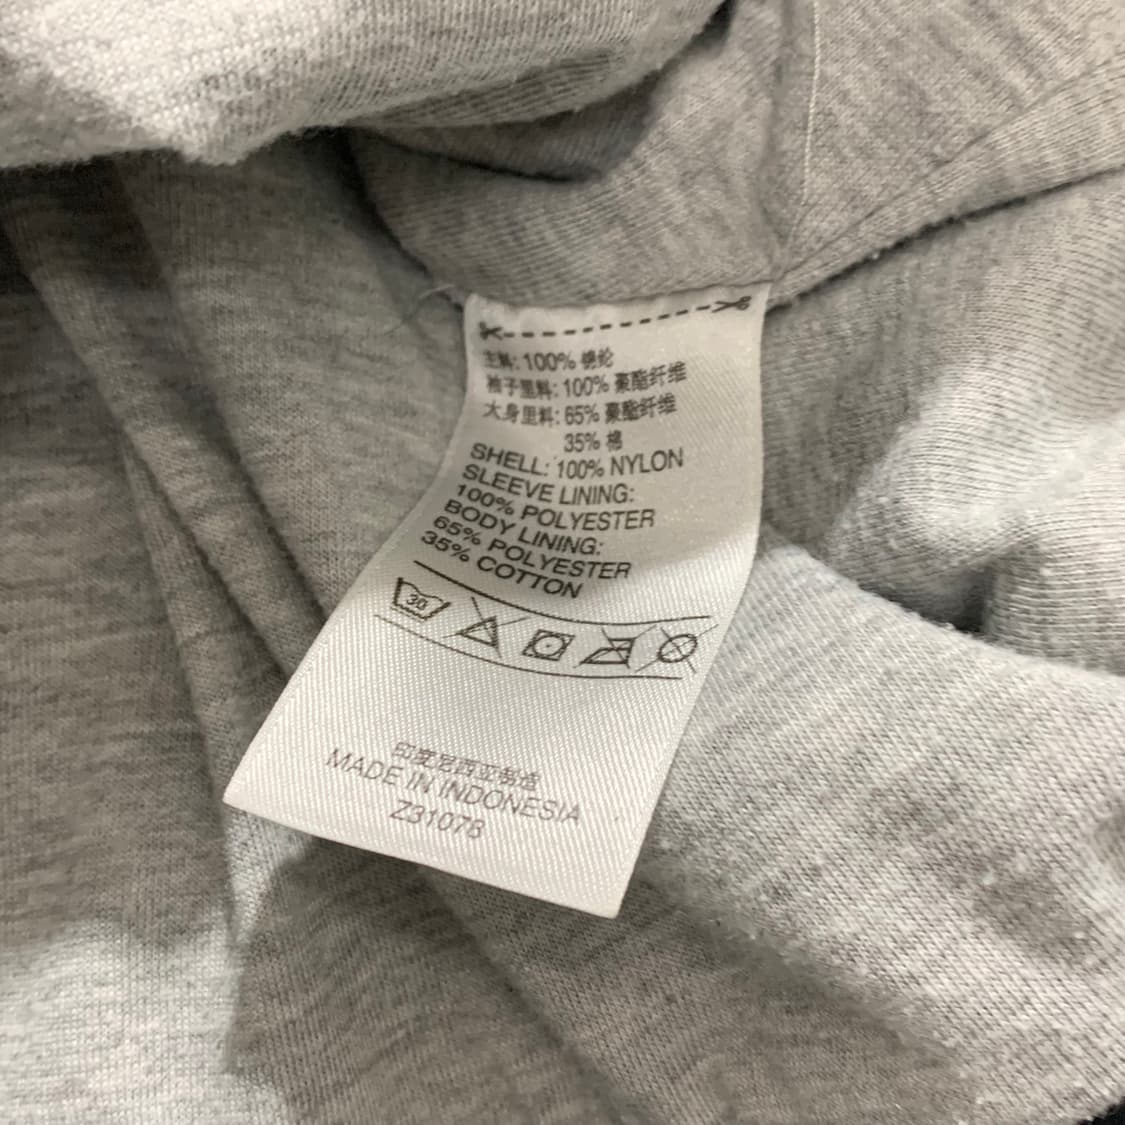 主料: 100% 锦纶
袖子里料: 100% 聚酯纤维
大身里料: 65% 聚酯纤维
35% 棉
SHELL: 100% NYLON
SLEEVE LINING:
100% POLYESTER
BODY LINING:
65% POLYESTER
35% COTTON
30
印度尼西亚制造
MADE IN INDONESIA
Z31078